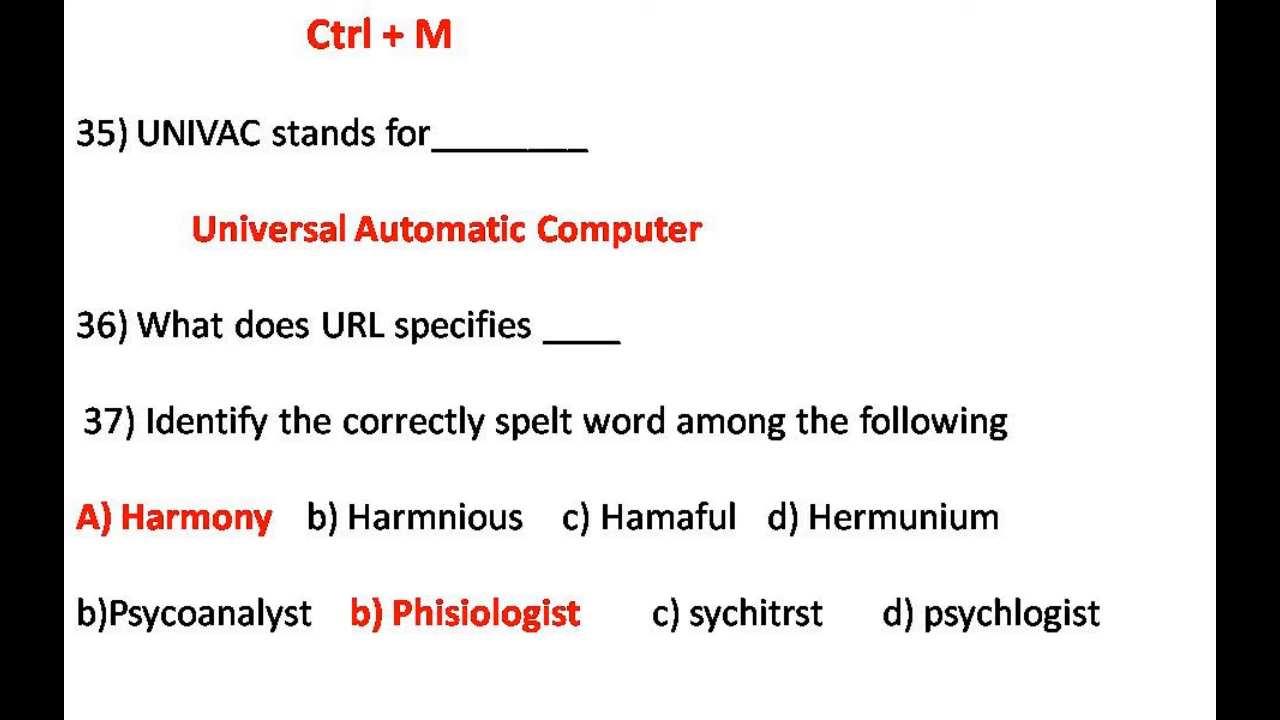 Ctrl + M
35) UNIVAC stands for________
Universal Automatic Computer
36) What does URL specifies ____
37) Identify the correctly spelt word among the following
A) Harmony b) Harmnious c) Hamaful d) Hermunium
b)Psycoanalyst b) Phisiologist c) sychitrst d) psychlogist